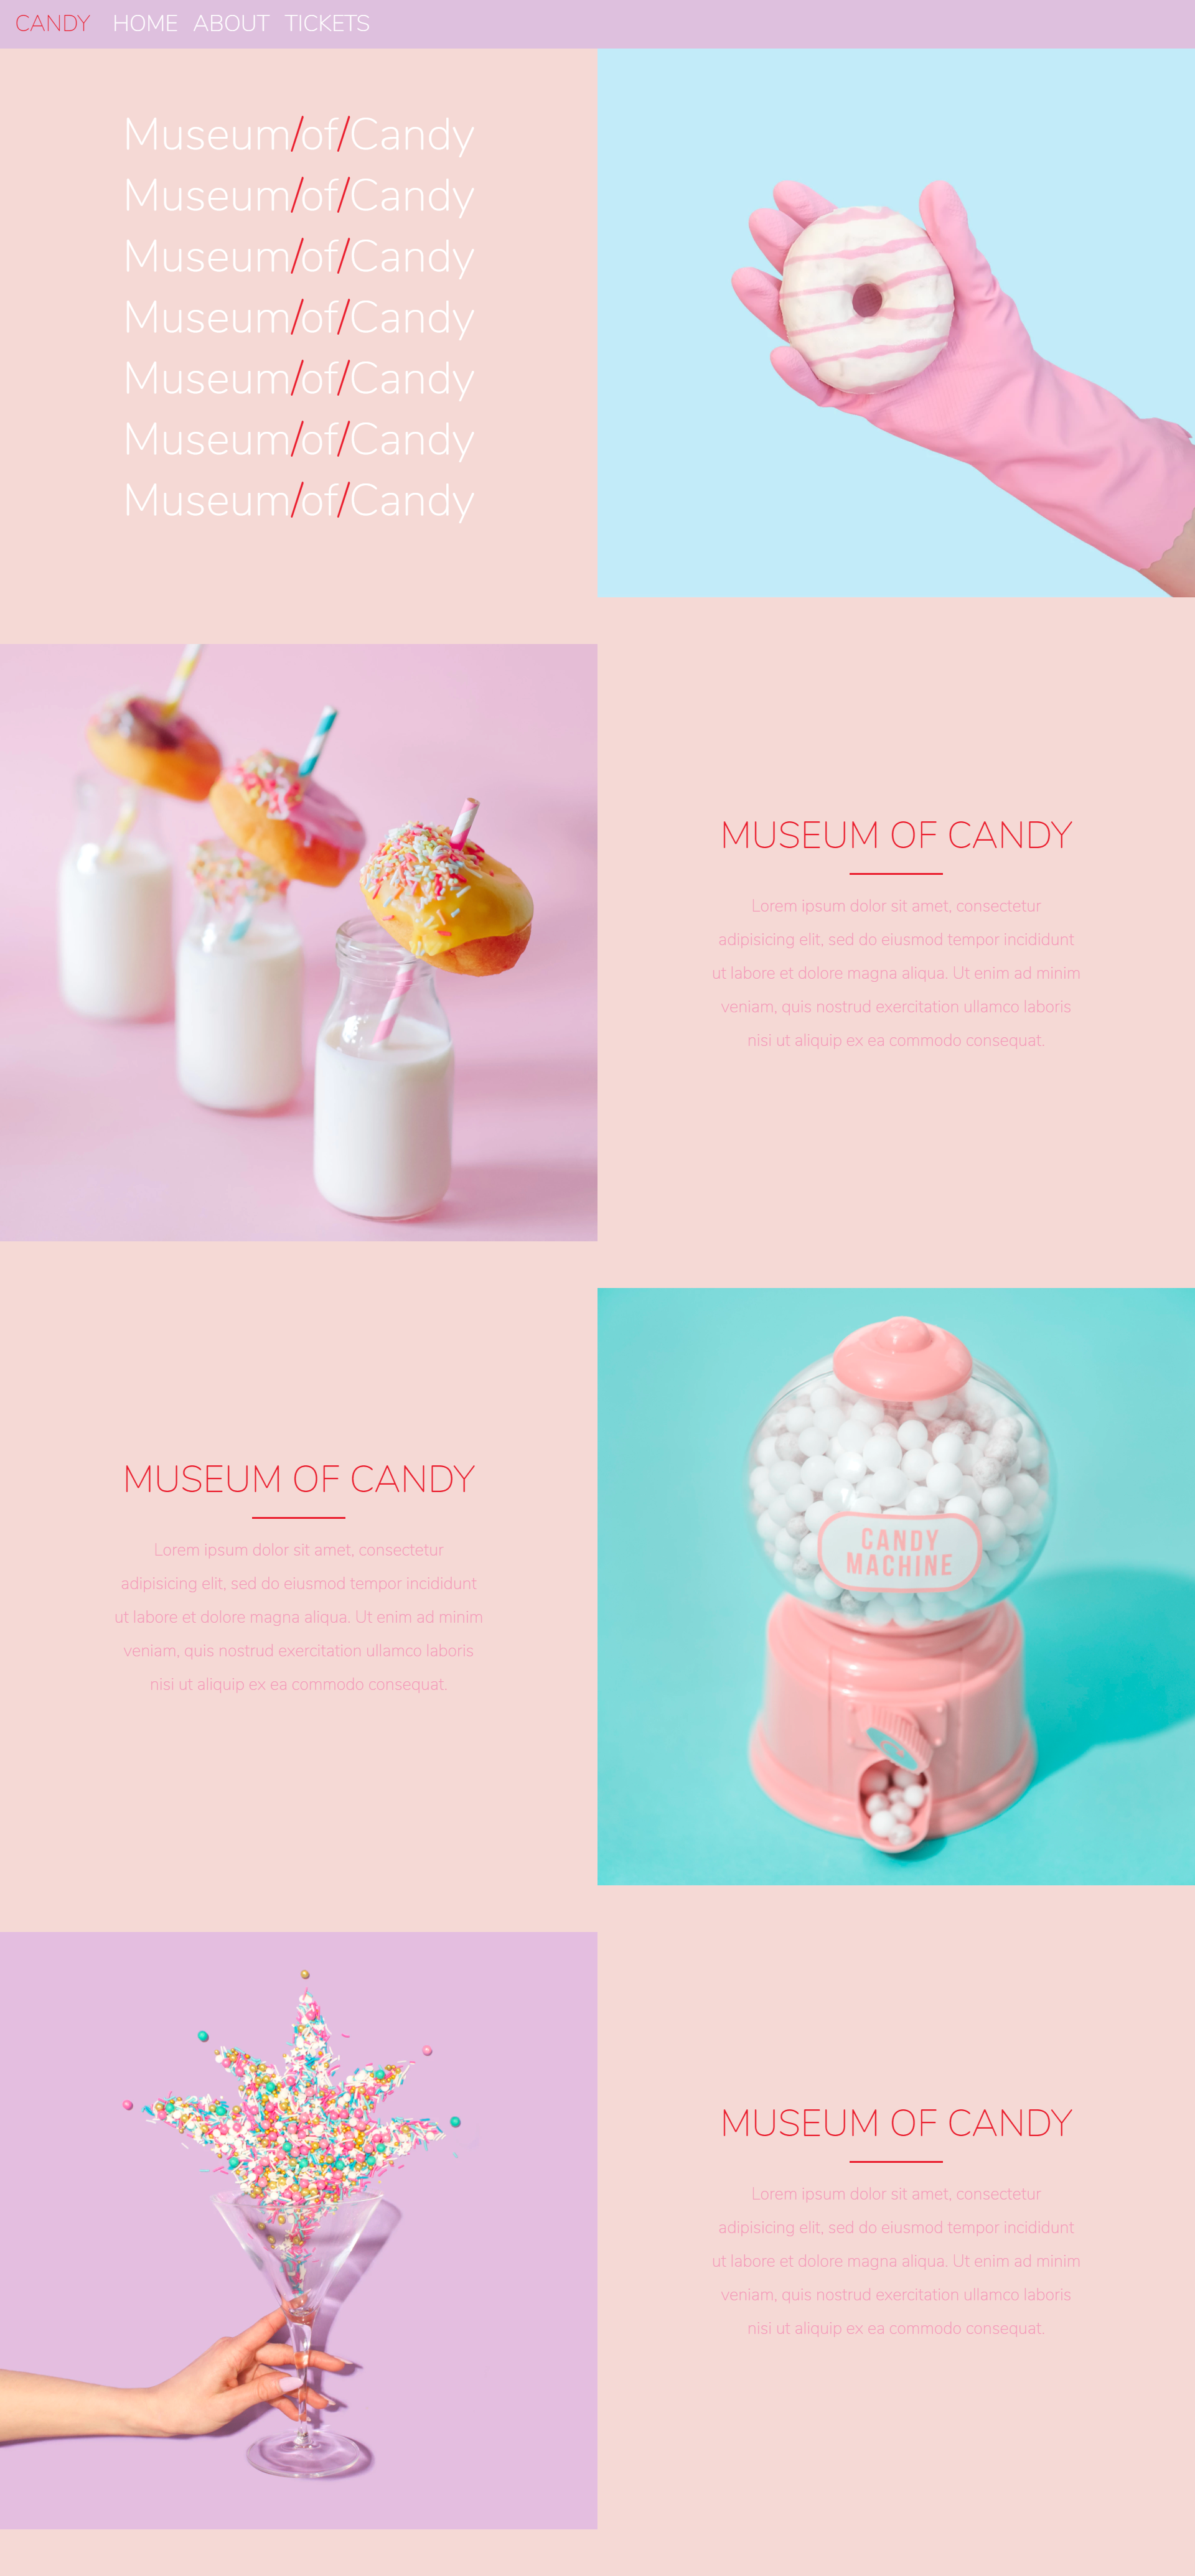 CANDY HOME ABOUT TICKETS
Museum/of/Candy
Museum/of/Candy
Museum/of/Candy
Museum/of/Candy
Museum/of/Candy
Museum/of/Candy
Museum/of/Candy
MUSEUM OF CANDY
Lorem ipsum dolor sit amet, consectetur
adipisicing elit, sed do eiusmod tempor incididunt
ut labore et dolore magna aliqua. Ut enim ad minim
veniam, quis nostrud exercitation ullamco laboris
nisi ut aliquip ex ea commodo consequat.
MUSEUM OF CANDY
Lorem ipsum dolor sit amet, consectetur
adipisicing elit, sed do eiusmod tempor incididunt
ut labore et dolore magna aliqua. Ut enim ad minim
veniam, quis nostrud exercitation ullamco laboris
nisi ut aliquip ex ea commodo consequat.
CANDY
MACHINE
MUSEUM OF CANDY
Lorem ipsum dolor sit amet, consectetur
adipisicing elit, sed do eiusmod tempor incididunt
ut labore et dolore magna aliqua. Ut enim ad minim
veniam, quis nostrud exercitation ullamco laboris
nisi ut aliquip ex ea commodo consequat.